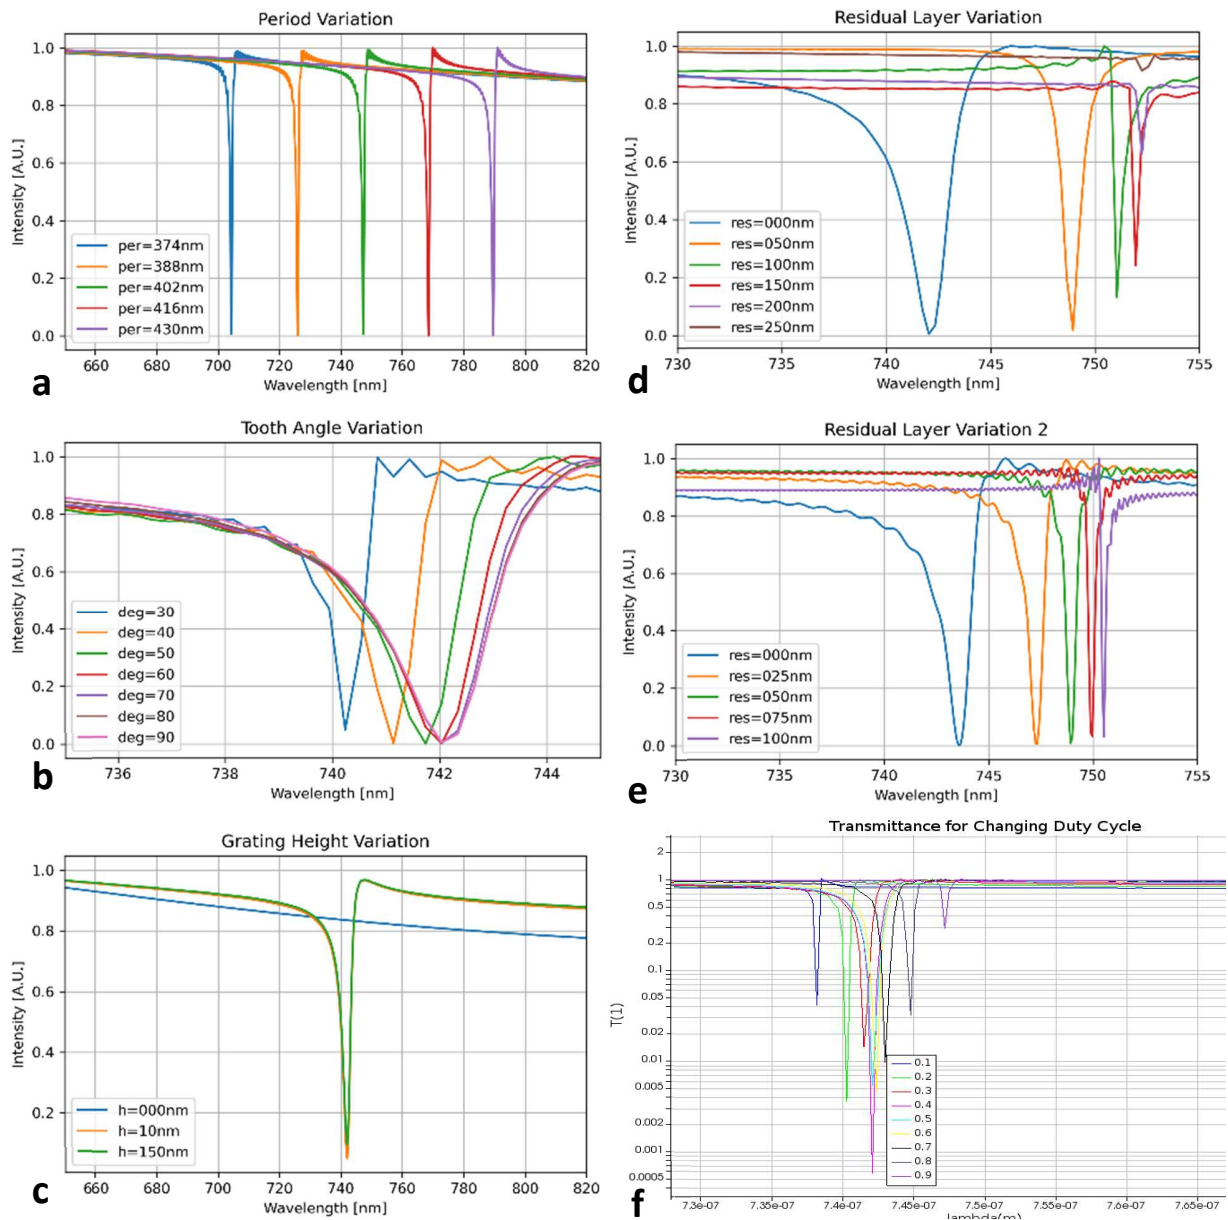 Period Variation
1.0
0.8
0.6
0.4
0.2
0.0
Intensity [A.U.]
per=374nm
per=388nm
per=402nm
per=416nm
per=430nm
660 680 700 720 740 760 780 800 820
Wavelength [nm]
a
Residual Layer Variation
1.0
0.8
0.6
0.4
0.2
0.0
Intensity [A.U.]
res=000nm
res=050nm
res=100nm
res=150nm
res=200nm
res=250nm
730 735 740 745 750 755
Wavelength [nm]
d
Tooth Angle Variation
1.0
0.8
0.6
0.4
0.2
0.0
Intensity [A.U.]
deg=30
deg=40
deg=50
deg=60
deg=70
deg=80
deg=90
736 738 740 742 744
Wavelength [nm]
b
Residual Layer Variation 2
1.0
0.8
0.6
0.4
0.2
0.0
Intensity [A.U.]
res=000nm
res=025nm
res=050nm
res=075nm
res=100nm
730 735 740 745 750 755
Wavelength [nm]
e
Grating Height Variation
1.0
0.8
0.6
0.4
0.2
Intensity [A.U.]
h=000nm
h=10nm
h=150nm
660 680 700 720 740 760 780 800 820
Wavelength [nm]
c
Transmittance for Changing Duty Cycle
2
1
0.5
0.2
0.1
0.05
0.02
0.01
0.005
0.002
0.001
0.0005
T(1)
0.1
0.2
0.3
0.4
0.5
0.6
0.7
0.8
0.9
7.3e-07 7.35e-07 7.4e-07 7.45e-07 7.5e-07 7.55e-07 7.6e-07 7.65e-07
lambda(m)
f